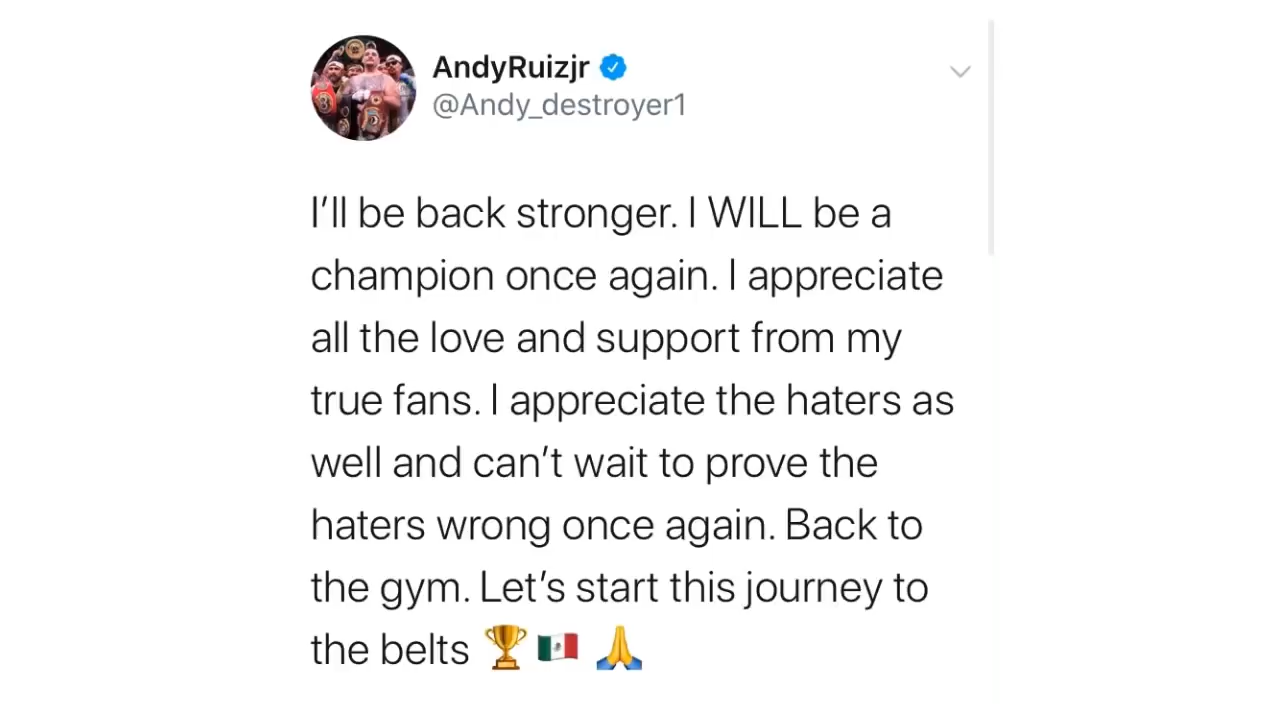 AndyRuizjr
@Andy_destroyer1
I’ll be back stronger. I WILL be a
champion once again. I appreciate
all the love and support from my
true fans. I appreciate the haters as
well and can’t wait to prove the
haters wrong once again. Back to
the gym. Let’s start this journey to
the belts 🏆 🇲🇽 🙏